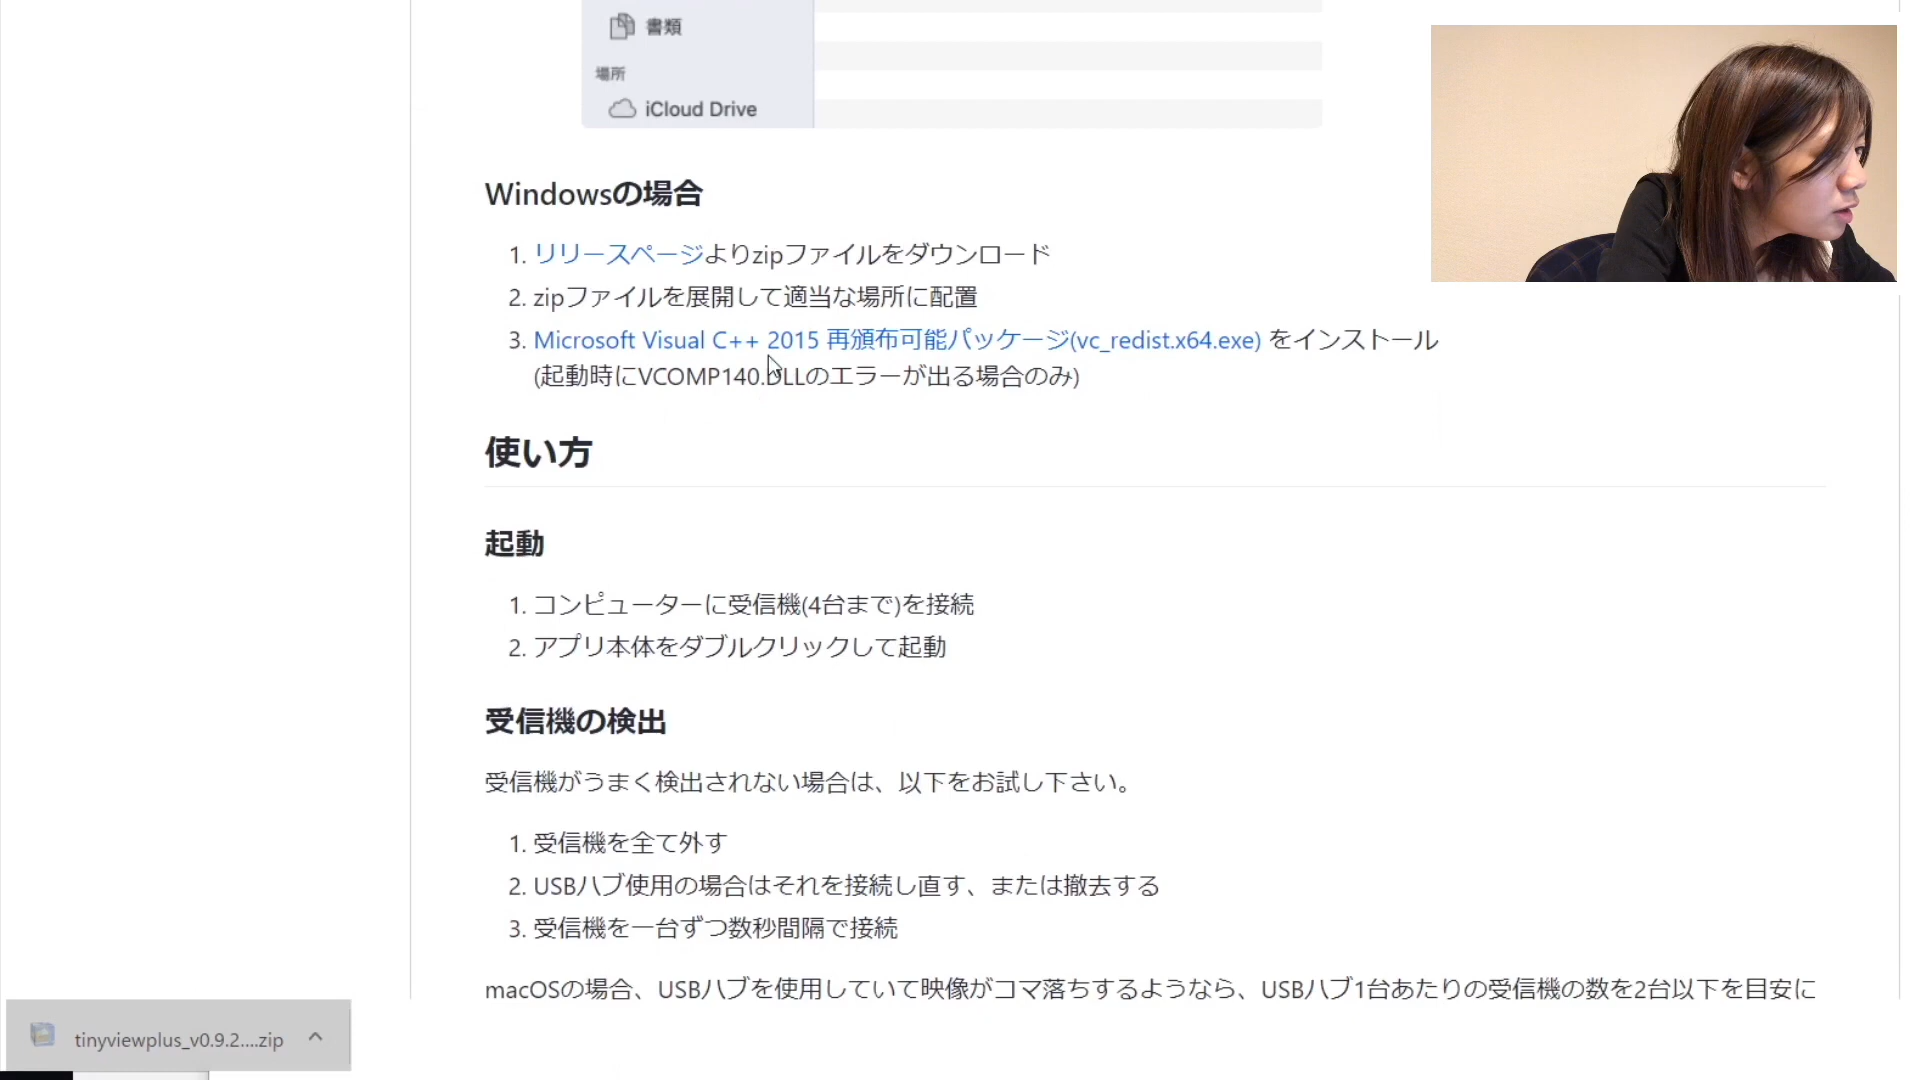 書類
場所
iCloud Drive
Windowsの場合
1. リリースページよりzipファイルをダウンロード
2. zipファイルを展開して適当な場所に配置
3. Microsoft Visual C++ 2015 再頒布可能パッケージ(vc_redist.x64.exe) をインストール
(起動時にVCOMP140.DLLのエラーが出る場合のみ)
使い方
起動
1. コンピューターに受信機(4台まで)を接続
2. アプリ本体をダブルクリックして起動
受信機の検出
受信機がうまく検出されない場合は、以下をお試し下さい。
1. 受信機を全て外す
2. USBハブ使用の場合はそれを接続し直す、または撤去する
3. 受信機を一台ずつ数秒間隔で接続
macOSの場合、USBハブを使用していて映像がコマ落ちするようなら、USBハブ1台あたりの受信機の数を2台以下を目安に
tinyviewplus_v0.9.2....zip